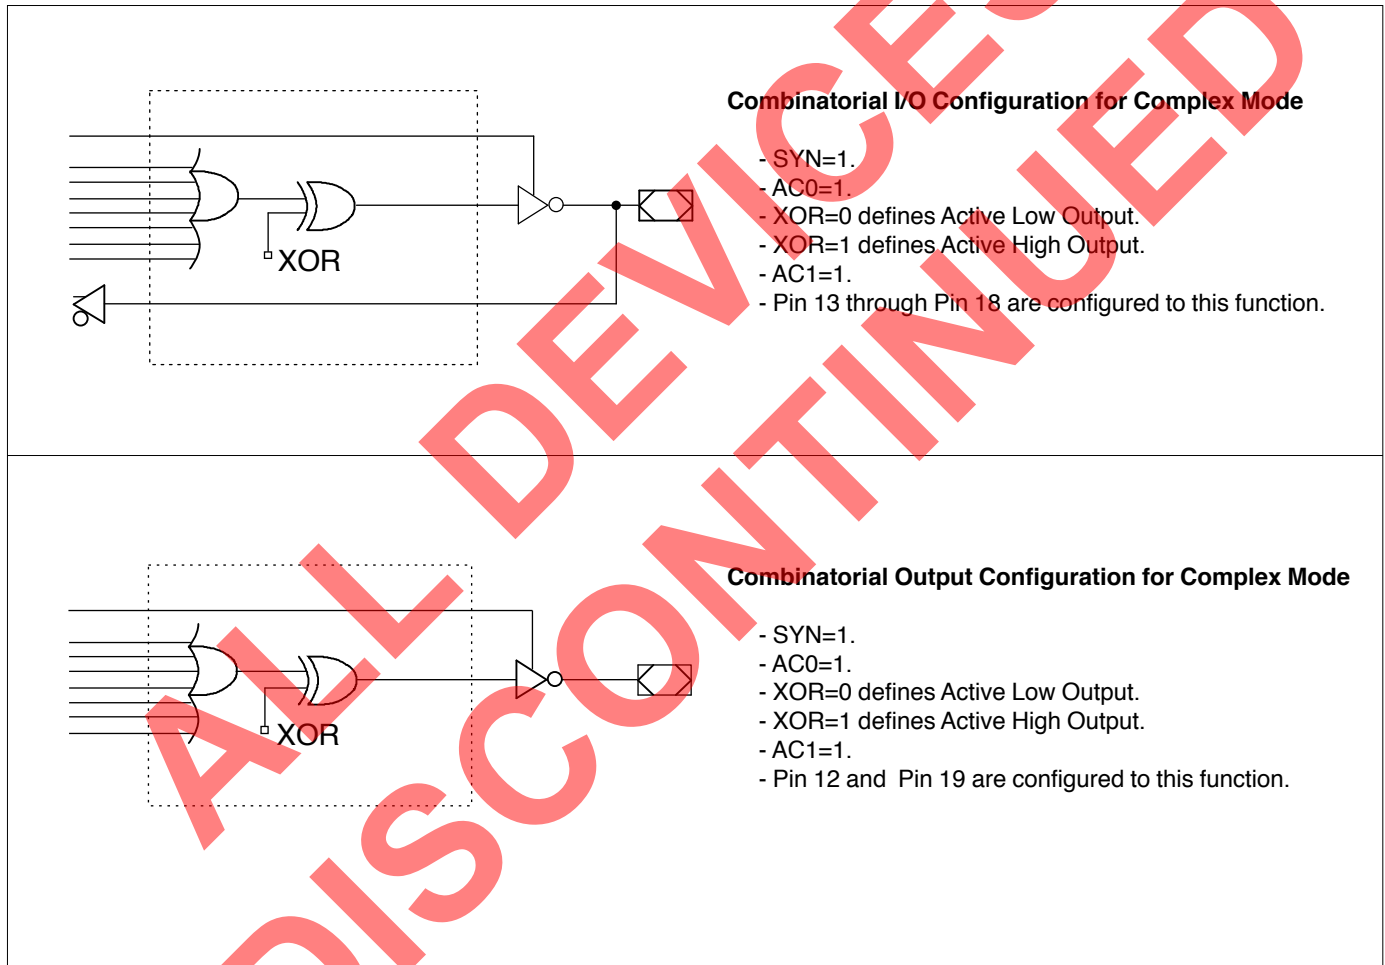 Combinatorial I/O Configuration for Complex Mode
- SYN=1.
- AC0=1.
- XOR=0 defines Active Low Output.
- XOR=1 defines Active High Output.
- AC1=1.
- Pin 13 through Pin 18 are configured to this function.
XOR
Combinatorial Output Configuration for Complex Mode
- SYN=1.
- AC0=1.
- XOR=0 defines Active Low Output.
- XOR=1 defines Active High Output.
- AC1=1.
- Pin 12 and  Pin 19 are configured to this function.
XOR
ALL DEVICES
DISCONTINUED